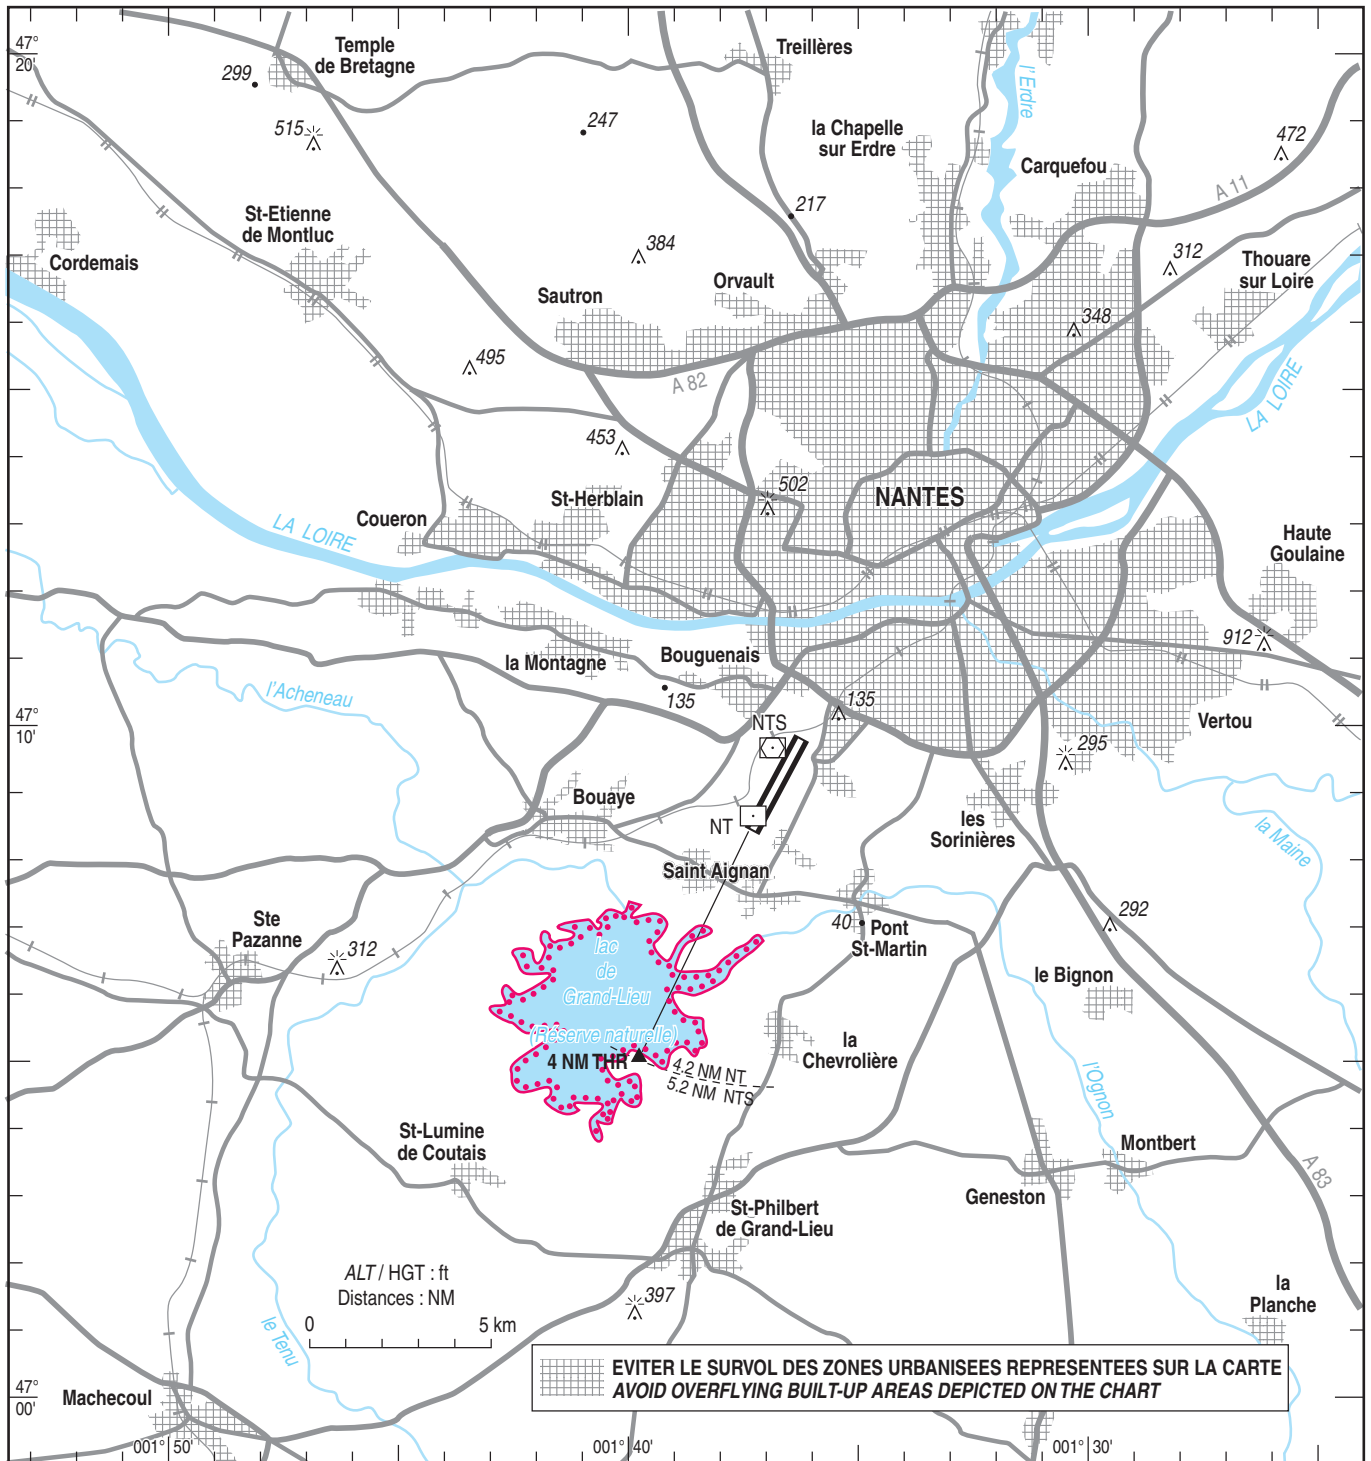 47°
20'
Temple
de Bretagne
299
515
247
Treillères
l'Erdre
la Chapelle
sur Erdre
Carquefou
472
A 11
217
St-Etienne
de Montluc
384
Cordemais
Orvault
Sautron
312
Thouare
sur Loire
348
495
A 82
LA LOIRE
453
502
NANTES
St-Herblain
Coueron
LA LOIRE
Haute
Goulaine
912
la Montagne
Bouguenais
l'Acheneau
135
135
NTS
Vertou
47°
10'
295
Bouaye
NT
les
Sorinières
la Maine
Saint Aignan
Ste
Pazanne
312
40
Pont
St-Martin
292
lac
de
Grand-Lieu
(Réserve naturelle)
le Bignon
la
Chevrolière
4 NM THR
4.2 NM NT
5.2 NM NTS
l'Ognon
St-Lumine
de Coutais
Montbert
A 83
Geneston
St-Philbert
de Grand-Lieu
ALT / HGT : ft
Distances : NM
0
5 km
397
la
Planche
le Tenu
EVITER LE SURVOL DES ZONES URBANISEES REPRESENTEES SUR LA CARTE
AVOID OVERFLYING BUILT-UP AREAS DEPICTED ON THE CHART
47°
00'
Machecoul
001° 50'
001° 40'
001° 30'